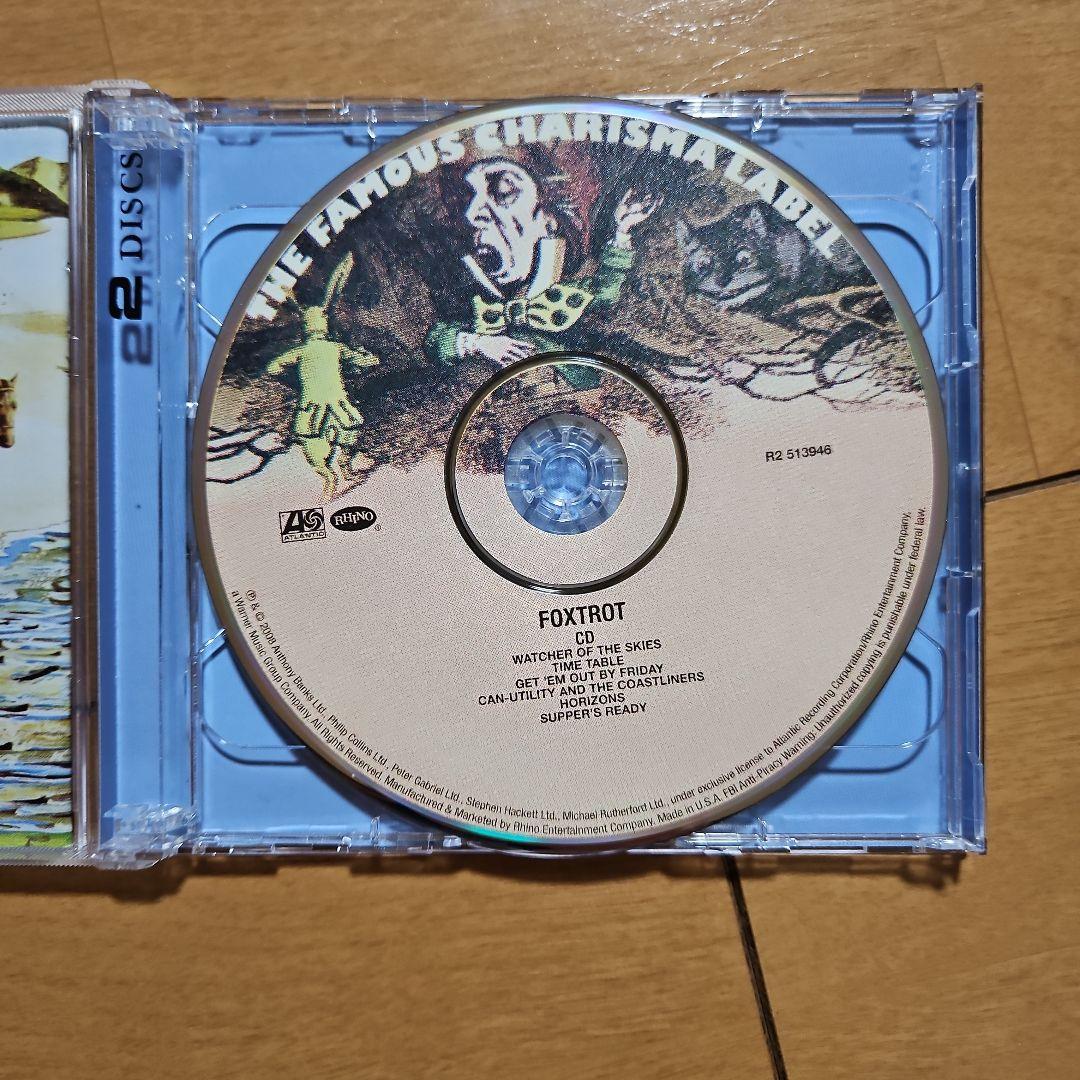 2 DISCS
THE FAMOUS CHARISMA LABEL
R2 513946
ATLANTIC
RHINO
®
FOXTROT
CD
WATCHER OF THE SKIES
TIME TABLE
GET 'EM OUT BY FRIDAY
CAN-UTILITY AND THE COASTLINERS
HORIZONS
SUPPER'S READY
℗ & © 2008 Anthony Banks Ltd., Philip Collins Ltd., Peter Gabriel Ltd., Stephen Hackett Ltd., Michael Rutherford Ltd., under exclusive license to Atlantic Recording Corporation/Rhino Entertainment Company,
a Warner Music Group Company. All Rights Reserved. Manufactured & Marketed by Rhino Entertainment Company. Made in U.S.A. FBI Anti-Piracy Warning: Unauthorized copying is punishable under federal law.